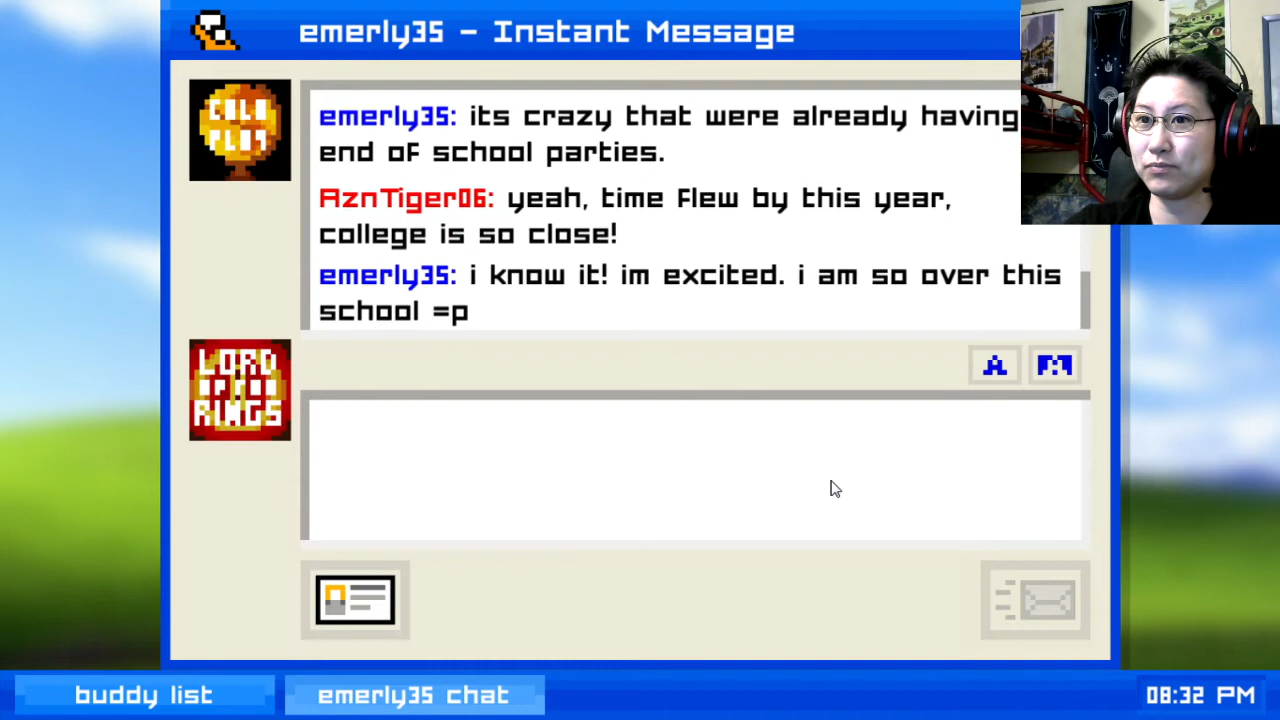 emerly35 - Instant Message
COLD
PLAY
emerly35: its crazy that were already having
end of school parties.
AznTiger06: yeah, time flew by this year,
college is so close!
emerly35: i know it! im excited. i am so over this
school =p
LORD
OF THE
RINGS
A
A
buddy list
emerly35 chat
08:32 PM